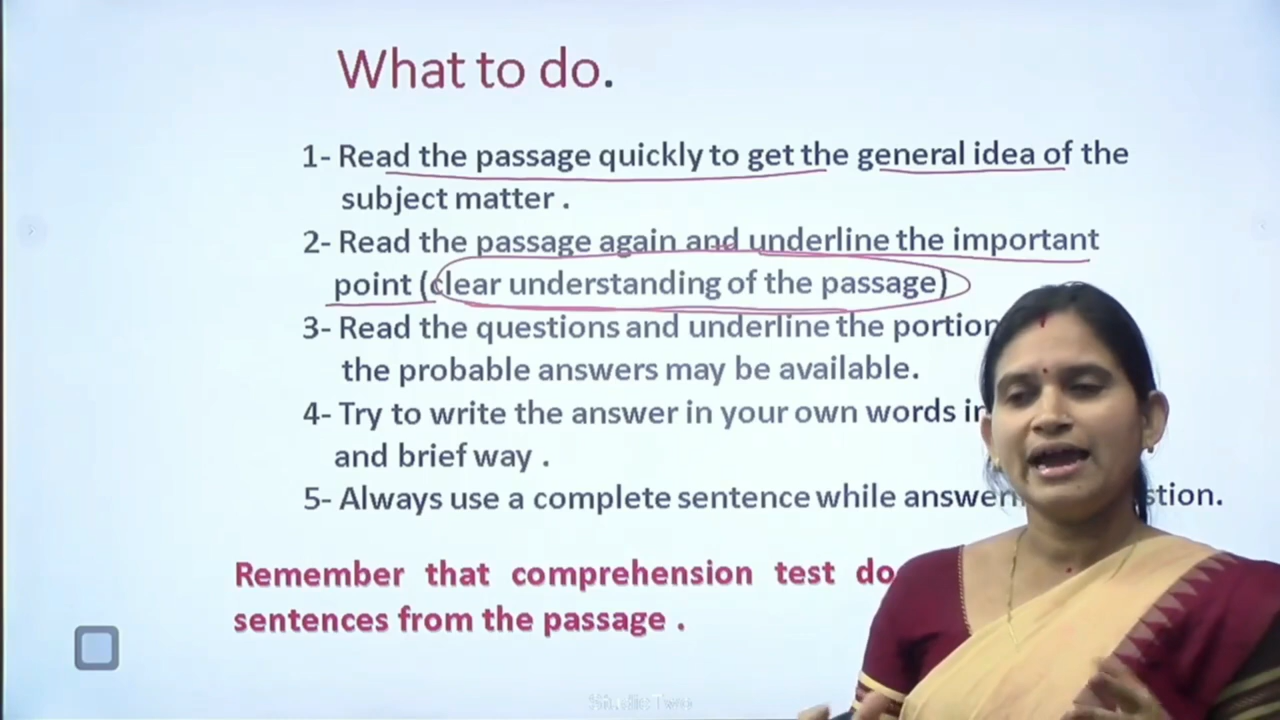 What to do.
1- Read the passage quickly to get the general idea of the
subject matter .
2- Read the passage again and underline the important
point (clear understanding of the passage)
3- Read the questions and underline the portion
the probable answers may be available.
4- Try to write the answer in your own words in
and brief way .
5- Always use a complete sentence while answer stion.
Remember that comprehension test do
sentences from the passage .